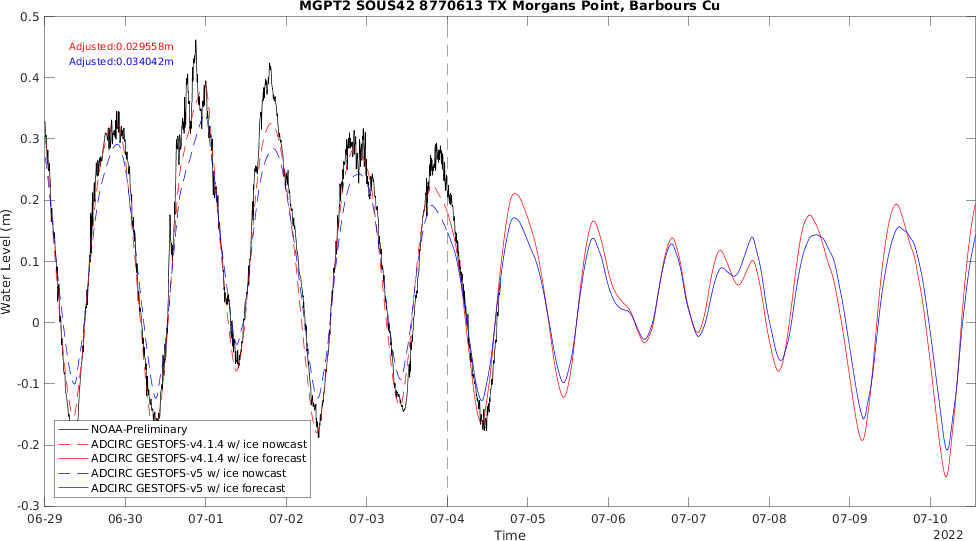 MGPT2 SOUS42 8770613 TX Morgans Point, Barbours Cu
Adjusted:0.029558m
Adjusted:0.034042m
0.5
0.4
0.3
0.2
0.1
0
-0.1
-0.2
-0.3
Water Level (m)
NOAA-Preliminary
ADCIRC GESTOFS-v4.1.4 w/ ice nowcast
ADCIRC GESTOFS-v4.1.4 w/ ice forecast
ADCIRC GESTOFS-v5 w/ ice nowcast
ADCIRC GESTOFS-v5 w/ ice forecast
06-29 06-30 07-01 07-02 07-03 07-04 07-05 07-06 07-07 07-08 07-09 07-10
Time
2022